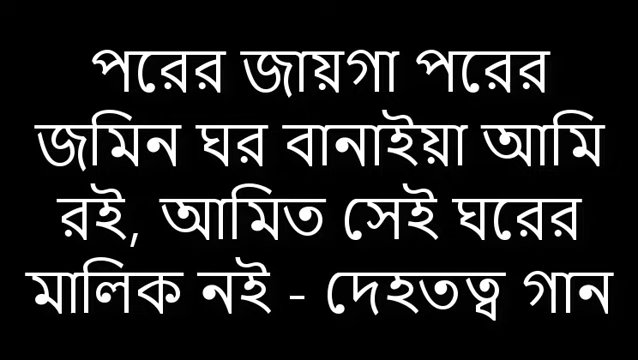 পরের জায়গা পরের
জমিন ঘর বানাইয়া আমি
রই, আমিত সেই ঘরের
মালিক নই - দেহতত্ব গান